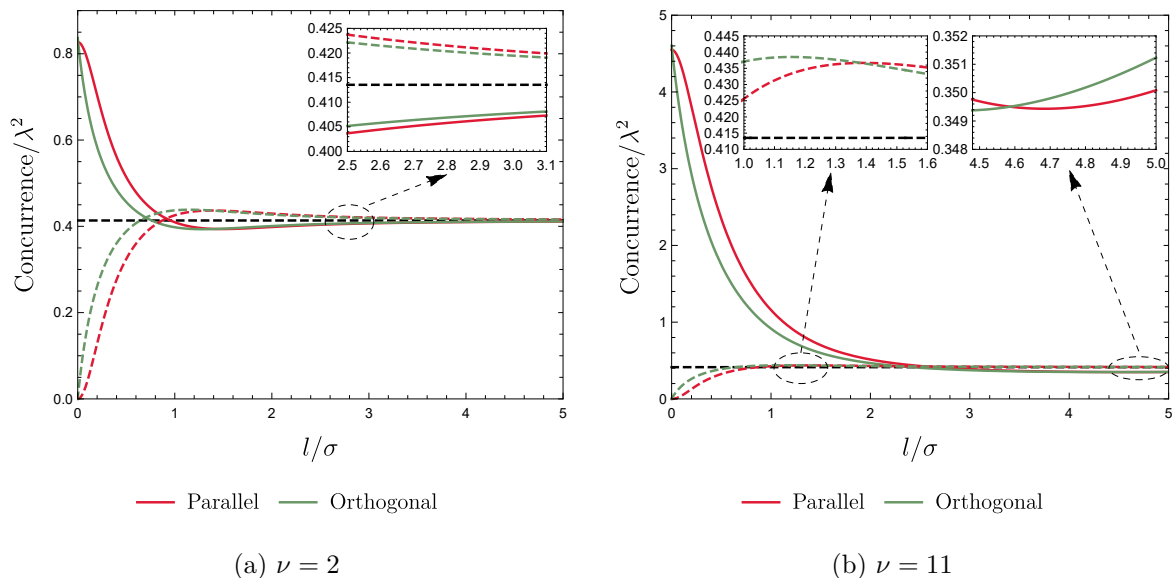 Concurrence/λ²
0.8
0.6
0.4
0.2
0.0
0 1 2 3 4 5
l/σ
0.425
0.420
0.415
0.410
0.405
0.400
2.5 2.6 2.7 2.8 2.9 3.0 3.1
Parallel Orthogonal
(a) ν = 2
Concurrence/λ²
5
4
3
2
1
0
0 1 2 3 4 5
l/σ
0.445
0.440
0.435
0.430
0.425
0.420
0.415
0.410
1.0 1.1 1.2 1.3 1.4 1.5 1.6
0.352
0.351
0.350
0.349
0.348
4.5 4.6 4.7 4.8 4.9 5.0
Parallel Orthogonal
(b) ν = 11